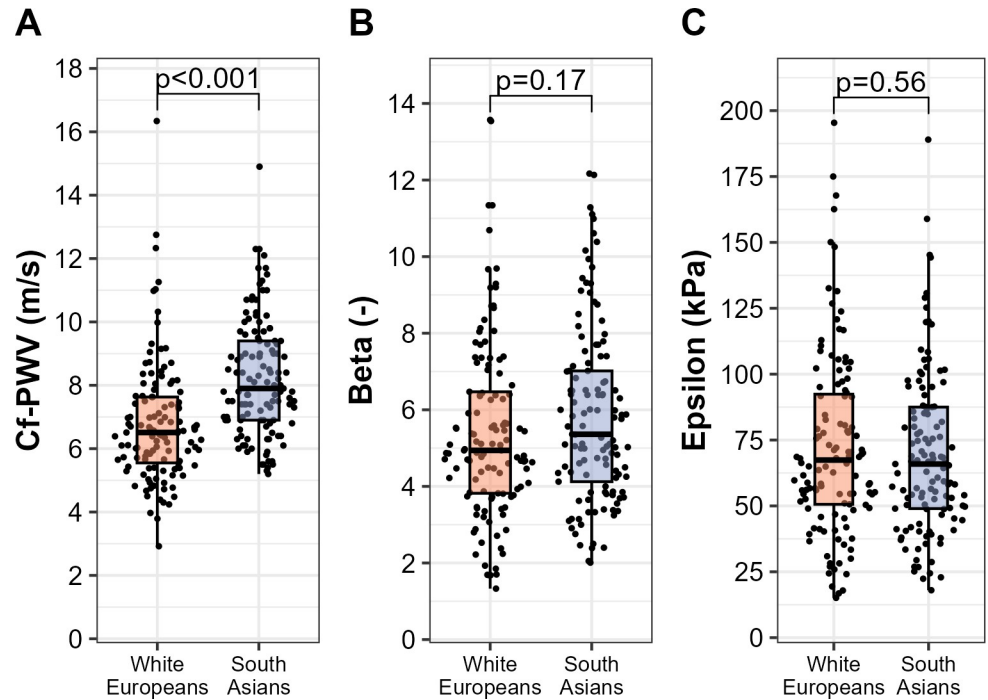 A
Cf-PWV (m/s)
18
16
14
12
10
8
6
4
2
0
p<0.001
White
Europeans
South
Asians
B
Beta (-)
14
12
10
8
6
4
2
0
p=0.17
White
Europeans
South
Asians
C
Epsilon (kPa)
200
175
150
125
100
75
50
25
0
p=0.56
White
Europeans
South
Asians